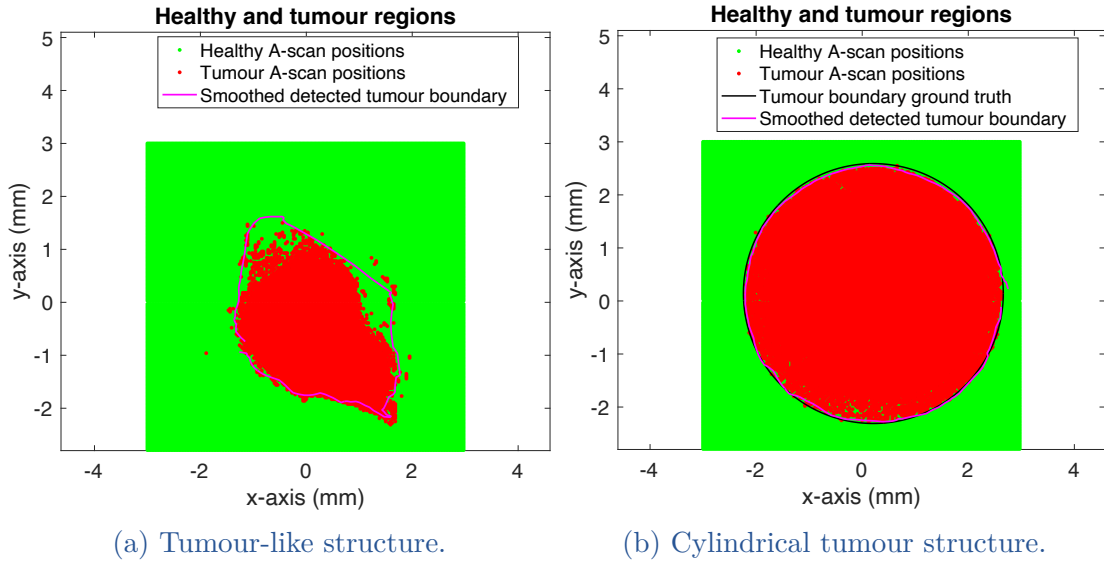 Healthy and tumour regions
Healthy A-scan positions
Tumour A-scan positions
Smoothed detected tumour boundary
5
4
3
2
1
0
-1
-2
y-axis (mm)
-4
-2
0
2
4
x-axis (mm)
(a) Tumour-like structure.
Healthy and tumour regions
Healthy A-scan positions
Tumour A-scan positions
Tumour boundary ground truth
Smoothed detected tumour boundary
5
4
3
2
1
0
-1
-2
y-axis (mm)
-4
-2
0
2
4
x-axis (mm)
(b) Cylindrical tumour structure.